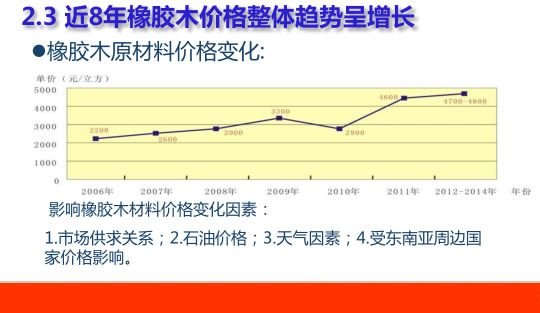 2.3 近8年橡胶木价格整体趋势呈增长
●橡胶木原材料价格变化:
单价（元/立方）
5000
4000
3000
2000
1000
0
2200
2600
2900
3300
2900
4600
4700-4800
2006年 2007年 2008年 2009年 2010年 2011年 2012-2014年 年份
影响橡胶木材料价格变化因素：
1.市场供求关系；2.石油价格；3.天气因素；4.受东南亚周边国
家价格影响。